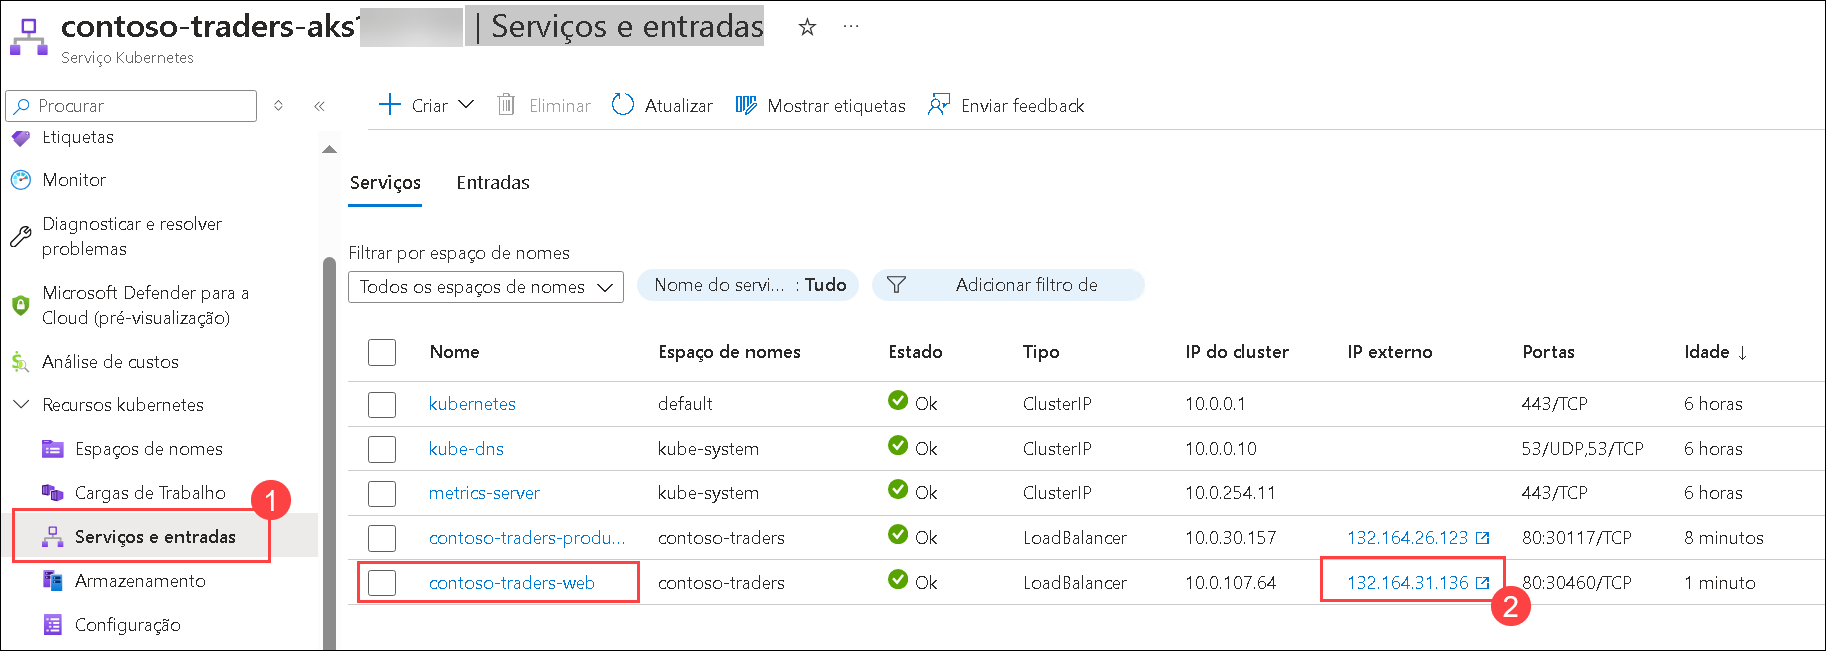 contoso-traders-aks | Serviços e entradas
Serviço Kubernetes
Procurar
Criar Eliminar Atualizar Mostrar etiquetas Enviar feedback
Etiquetas
Monitor
Diagnosticar e resolver
problemas
Microsoft Defender para a
Cloud (pré-visualização)
Análise de custos
Recursos kubernetes
Espaços de nomes
Cargas de Trabalho
1
Serviços e entradas
Armazenamento
Configuração
Serviços Entradas
Filtrar por espaço de nomes
Todos os espaços de nomes Nome do servi... : Tudo Adicionar filtro de
Nome Espaço de nomes Estado Tipo IP do cluster IP externo Portas Idade ↓
kubernetes default Ok ClusterIP 10.0.0.1 443/TCP 6 horas
kube-dns kube-system Ok ClusterIP 10.0.0.10 53/UDP,53/TCP 6 horas
metrics-server kube-system Ok ClusterIP 10.0.254.11 443/TCP 6 horas
contoso-traders-produ... contoso-traders Ok LoadBalancer 10.0.30.157 132.164.26.123 80:30117/TCP 8 minutos
contoso-traders-web contoso-traders Ok LoadBalancer 10.0.107.64 132.164.31.136 80:30460/TCP 1 minuto
2